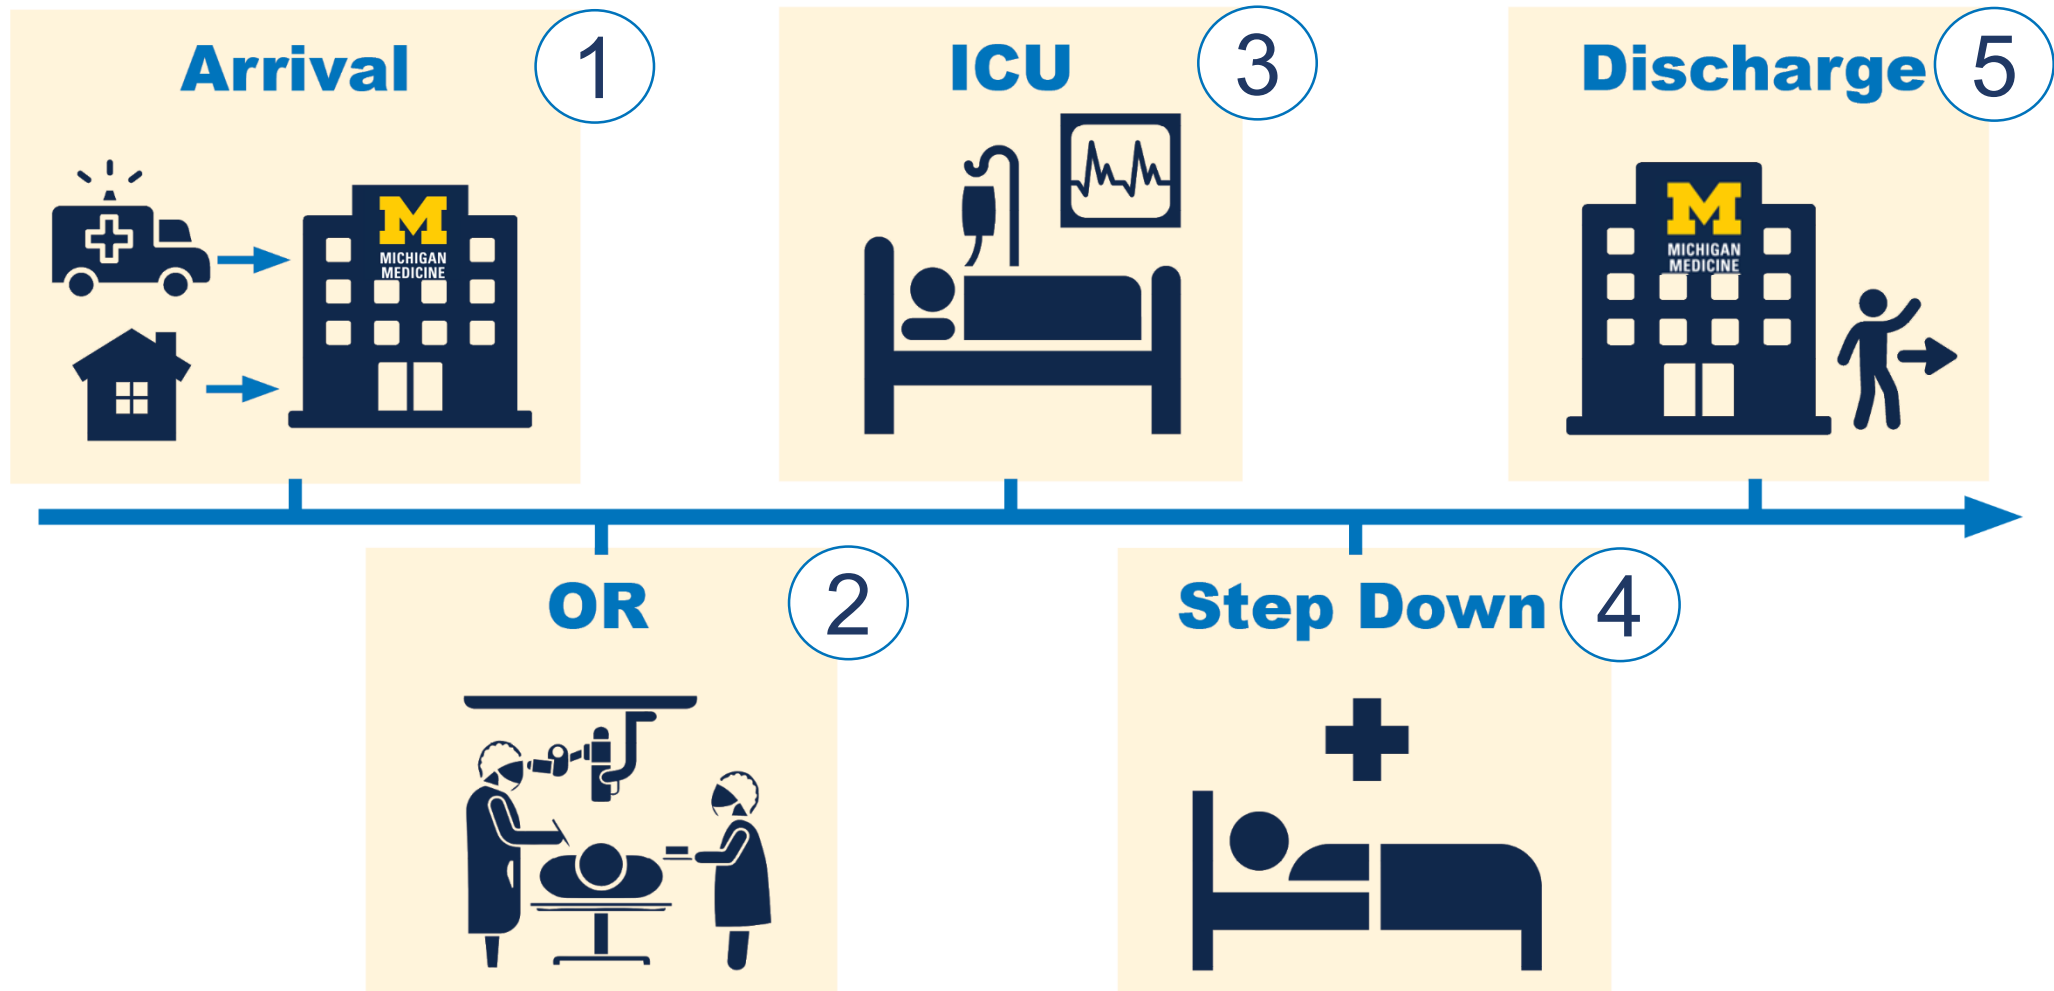 Arrival
1
M
MICHIGAN
MEDICINE
OR
2
ICU
3
Step Down
4
Discharge
5
M
MICHIGAN
MEDICINE